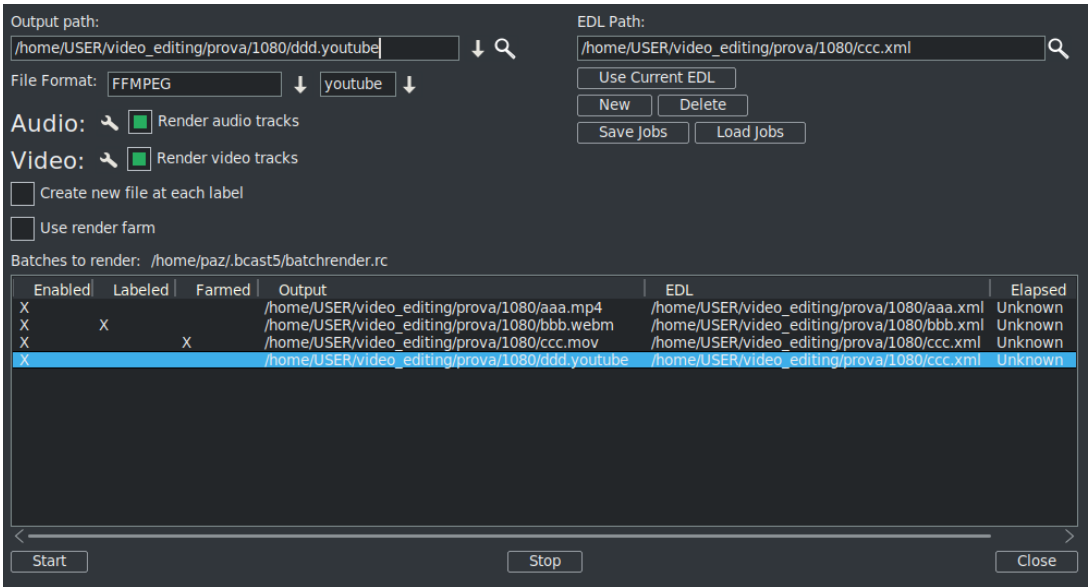 Output path:
/home/USER/video_editing/prova/1080/ddd.youtube
File Format: FFMPEG youtube
Audio: Render audio tracks
Video: Render video tracks
Create new file at each label
Use render farm
EDL Path:
/home/USER/video_editing/prova/1080/ccc.xml
Use Current EDL
New Delete
Save Jobs Load Jobs
Batches to render: /home/paz/.bcast5/batchrender.rc
Enabled Labeled Farmed Output EDL Elapsed
X /home/USER/video_editing/prova/1080/aaa.mp4 /home/USER/video_editing/prova/1080/aaa.xml Unknown
X X /home/USER/video_editing/prova/1080/bbb.webm /home/USER/video_editing/prova/1080/bbb.xml Unknown
X X /home/USER/video_editing/prova/1080/ccc.mov /home/USER/video_editing/prova/1080/ccc.xml Unknown
X /home/USER/video_editing/prova/1080/ddd.youtube /home/USER/video_editing/prova/1080/ccc.xml Unknown
Start Stop Close